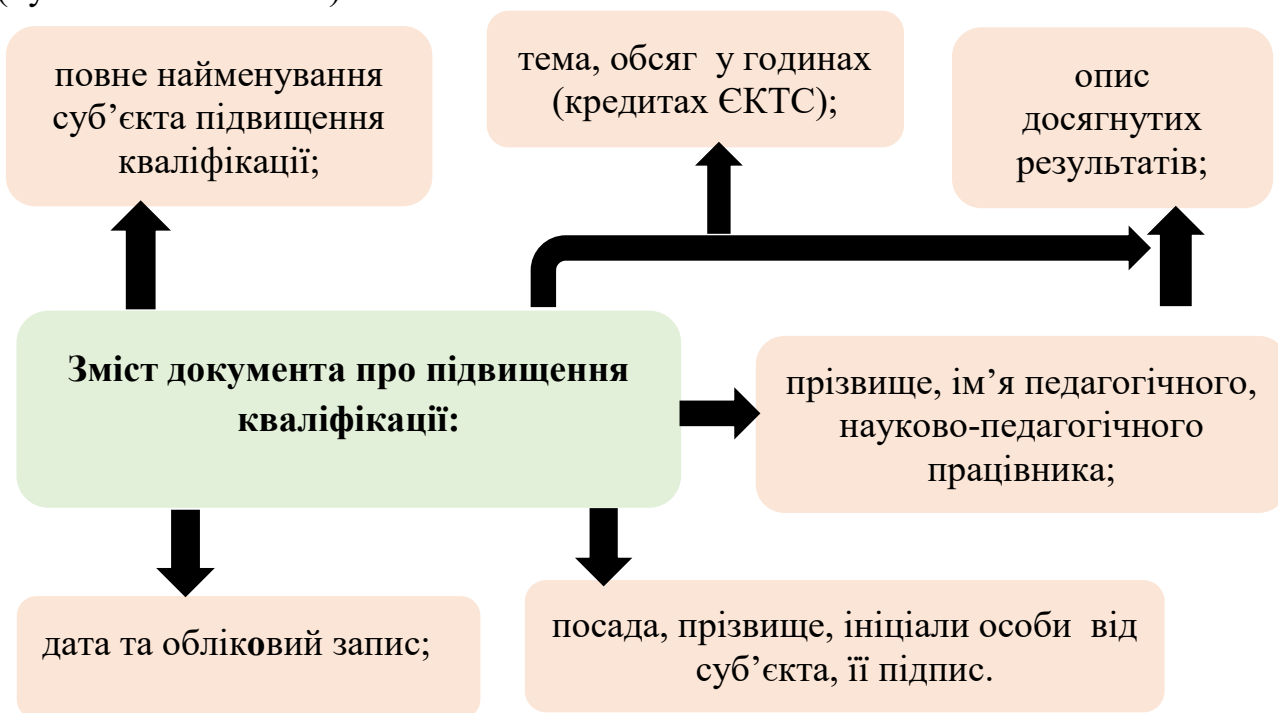 повне найменування
суб’єкта підвищення
кваліфікації;
тема, обсяг у годинах
(кредитах ЄКТС);
опис
досягнутих
результатів;
Зміст документа про підвищення
кваліфікації:
прізвище, ім’я педагогічного,
науково-педагогічного
працівника;
дата та обліковий запис;
посада, прізвище, ініціали особи від
суб’єкта, її підпис.